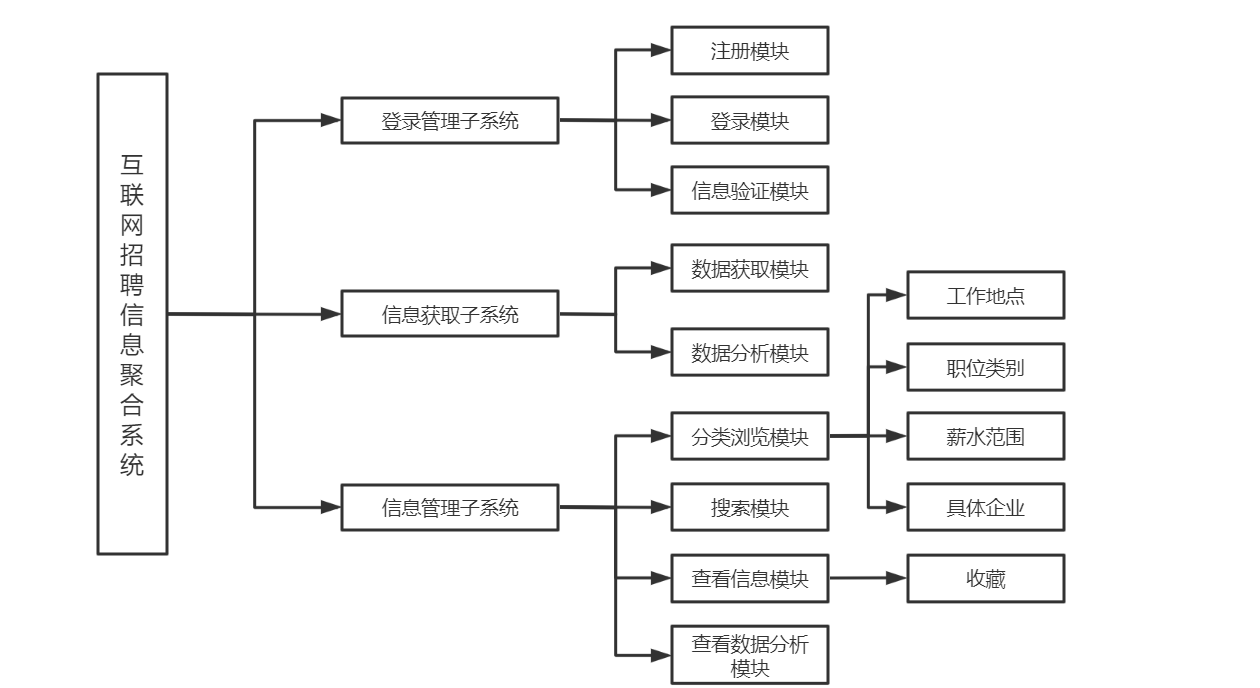 互联网招聘信息聚合系统
登录管理子系统
注册模块
登录模块
信息验证模块
信息获取子系统
数据获取模块
数据分析模块
信息管理子系统
分类浏览模块
工作地点
职位类别
薪水范围
具体企业
搜索模块
查看信息模块
收藏
查看数据分析
模块